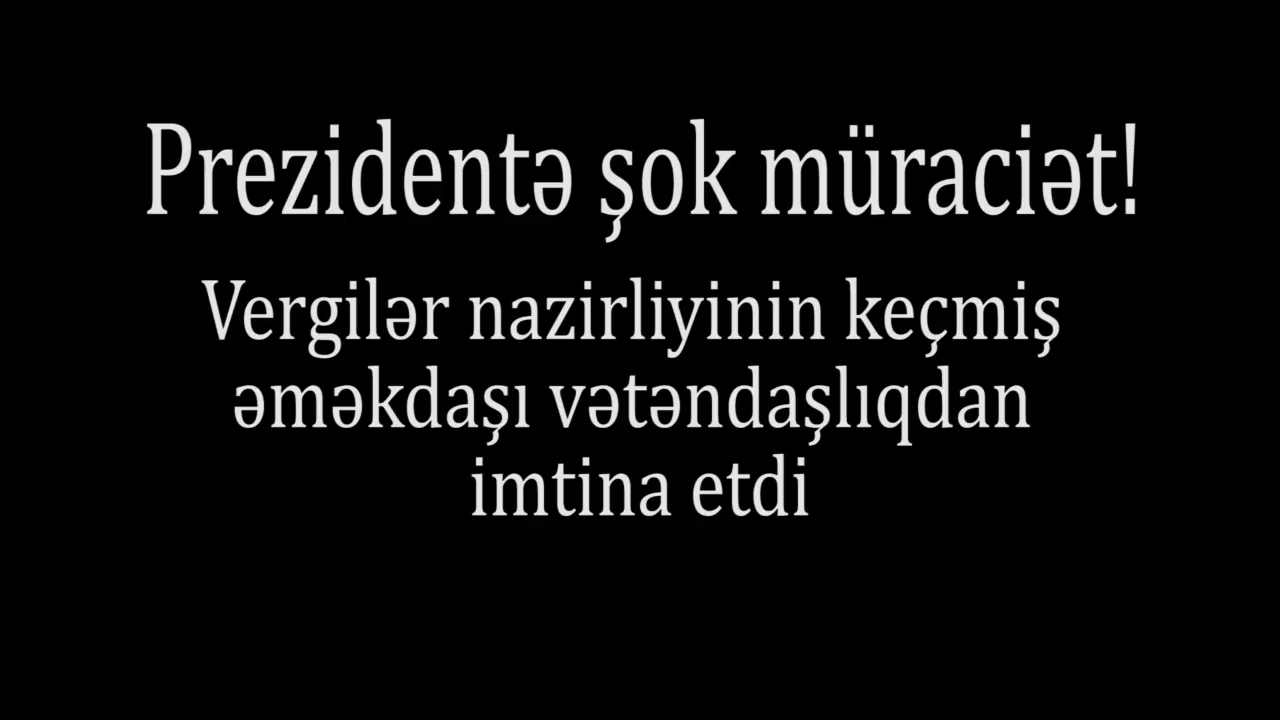 Prezidentə şok müraciət!
Vergilər nazirliyinin keçmiş
əməkdaşı vətəndaşlıqdan
imtina etdi